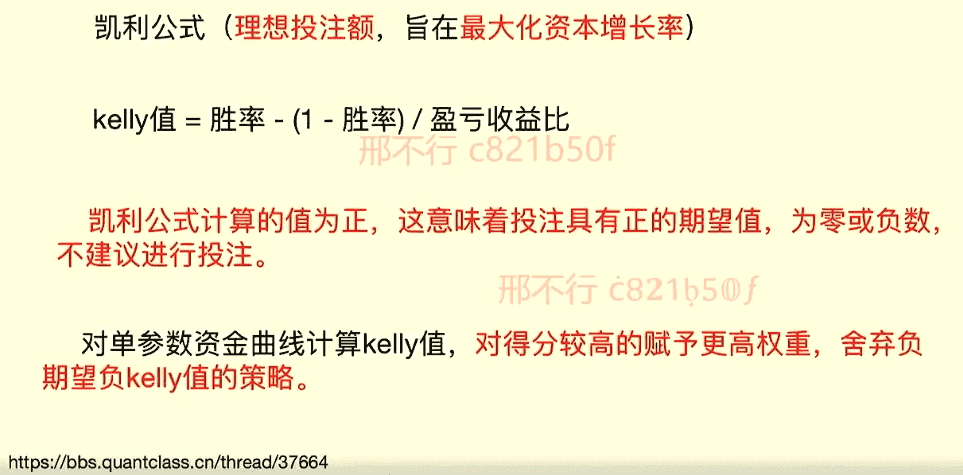 凯利公式（理想投注额，旨在最大化资本增长率）
kelly值 = 胜率 - (1 - 胜率) / 盈亏收益比
邢不行 c821b50f
凯利公式计算的值为正，这意味着投注具有正的期望值，为零或负数，
不建议进行投注。
邢不行 ċ8𝟐1ḅ5𝟘ƒ
对单参数资金曲线计算kelly值，对得分较高的赋予更高权重，舍弃负
期望负kelly值的策略。
https://bbs.quantclass.cn/thread/37664